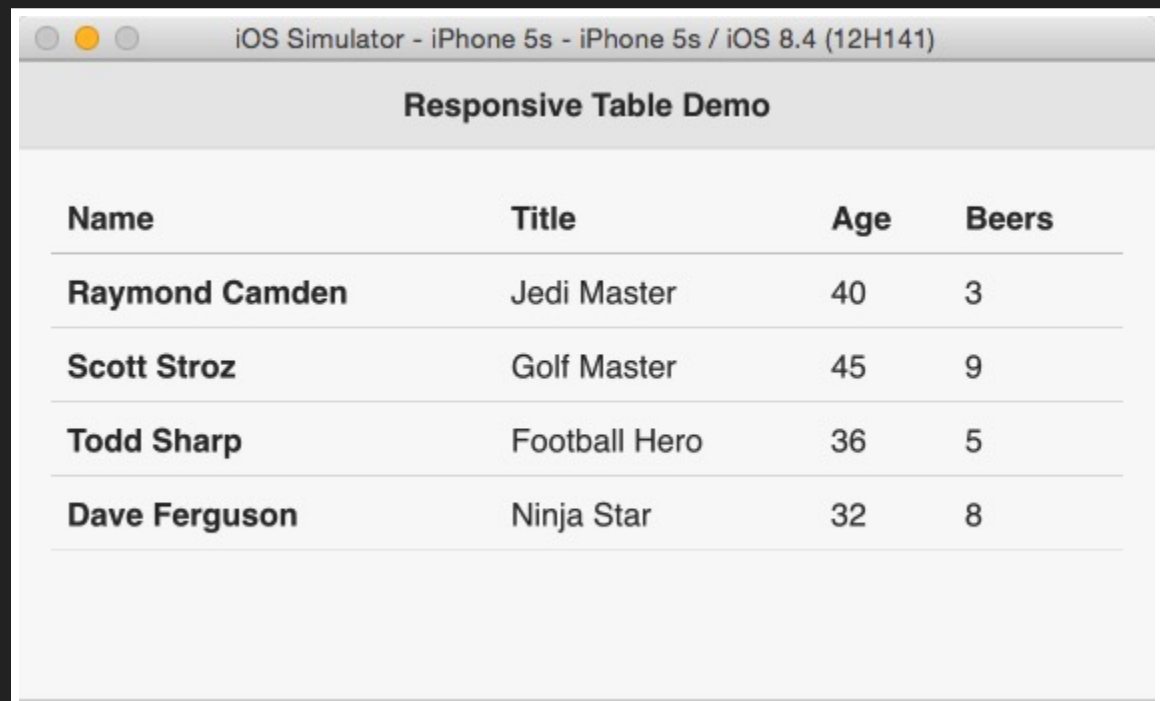 iOS Simulator - iPhone 5s - iPhone 5s / iOS 8.4 (12H141)
Responsive Table Demo
Name Title Age Beers
Raymond Camden Jedi Master 40 3
Scott Stroz Golf Master 45 9
Todd Sharp Football Hero 36 5
Dave Ferguson Ninja Star 32 8